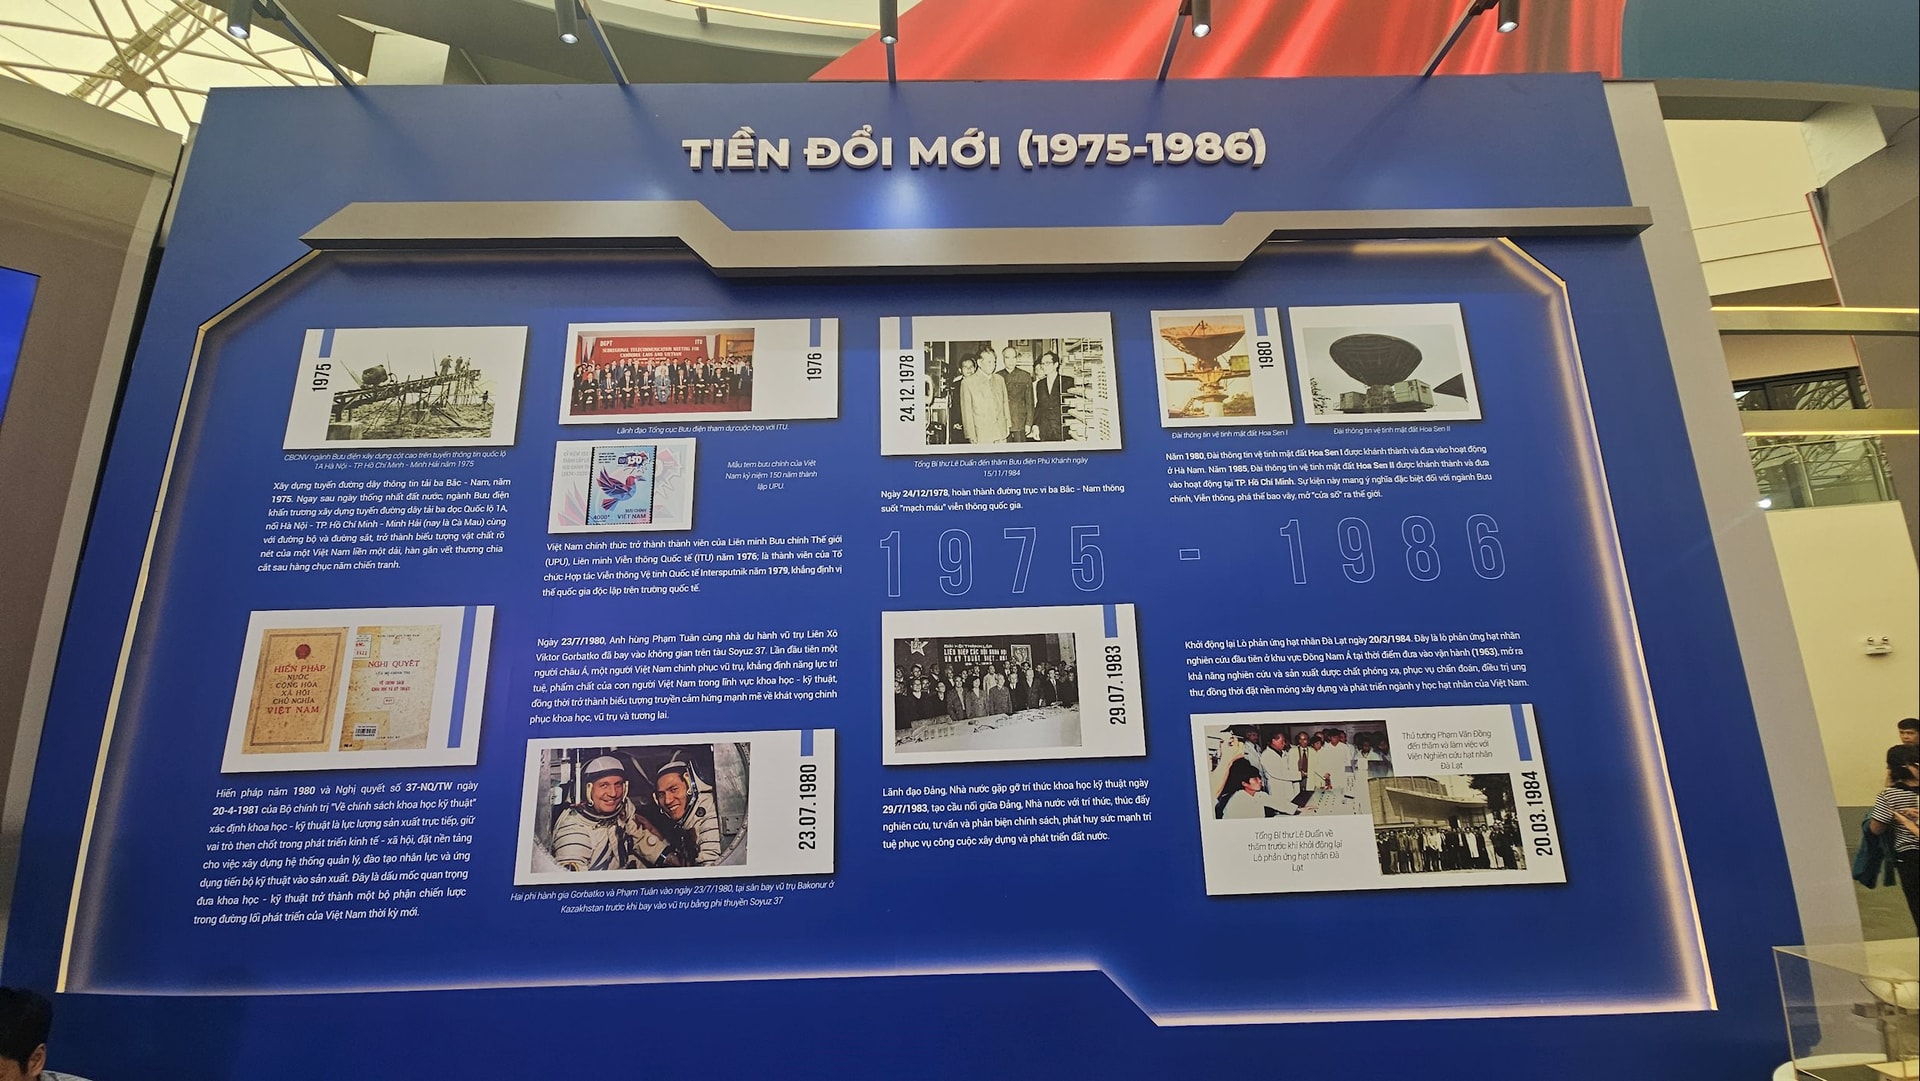 TIỀN ĐỔI MỚI (1975-1986)
1975
CBCNV ngành Bưu điện xây dựng cột cao trên tuyến thông tin quốc lộ
1A Hà Nội - TP. Hồ Chí Minh - Minh Hải năm 1975
Xây dựng tuyến đường dây thông tin tải ba Bắc - Nam, năm
1975. Ngay sau ngày thống nhất đất nước, ngành Bưu điện
khẩn trương xây dựng tuyến đường dây tải ba dọc Quốc lộ 1A,
nối Hà Nội - TP. Hồ Chí Minh - Minh Hải (nay là Cà Mau) cùng
với đường bộ và đường sắt, trở thành biểu tượng vật chất rõ
nét của một Việt Nam liền một dải, hàn gắn vết thương chia
cắt sau hàng chục năm chiến tranh.
DGPT ITU
SUBREGIONAL TELECOMMUNICATION MEETING FOR
CAMBODIA, LAOS AND VIETNAM
1976
Lãnh đạo Tổng cục Bưu điện tham dự cuộc họp với ITU.
150
4000đ
BƯU CHÍNH
VIỆT NAM
Mẫu tem bưu chính của Việt
Nam kỷ niệm 150 năm thành
lập UPU.
Việt Nam chính thức trở thành thành viên của Liên minh Bưu chính Thế giới
(UPU), Liên minh Viễn thông Quốc tế (ITU) năm 1976; là thành viên của Tổ
chức Hợp tác Viễn thông Vệ tinh Quốc tế Intersputnik năm 1979, khẳng định vị
thế quốc gia độc lập trên trường quốc tế.
24.12.1978
Tổng Bí thư Lê Duẩn đến thăm Bưu điện Phú Khánh ngày
15/11/1984
Ngày 24/12/1978, hoàn thành đường trục vi ba Bắc - Nam thông
suốt "mạch máu" viễn thông quốc gia.
1980
Đài thông tin vệ tinh mặt đất Hoa Sen I
Đài thông tin vệ tinh mặt đất Hoa Sen II
Năm 1980, Đài thông tin vệ tinh mặt đất Hoa Sen I được khánh thành và đưa vào hoạt động
ở Hà Nam. Năm 1985, Đài thông tin vệ tinh mặt đất Hoa Sen II được khánh thành và đưa
vào hoạt động tại TP. Hồ Chí Minh. Sự kiện này mang ý nghĩa đặc biệt đối với ngành Bưu
chính, Viễn thông, phá thế bao vây, mở "cửa sổ" ra thế giới.
1975 - 1986
HIẾN PHÁP
NƯỚC
CỘNG HÒA
XÃ HỘI
CHỦ NGHĨA
VIỆT NAM
NGHỊ QUYẾT
Hiến pháp năm 1980 và Nghị quyết số 37-NQ/TW ngày
20-4-1981 của Bộ chính trị "Về chính sách khoa học kỹ thuật"
xác định khoa học - kỹ thuật là lực lượng sản xuất trực tiếp, giữ
vai trò then chốt trong phát triển kinh tế - xã hội, đặt nền tảng
cho việc xây dựng hệ thống quản lý, đào tạo nhân lực và ứng
dụng tiến bộ kỹ thuật vào sản xuất. Đây là dấu mốc quan trọng
đưa khoa học - kỹ thuật trở thành một bộ phận chiến lược
trong đường lối phát triển của Việt Nam thời kỳ mới.
Ngày 23/7/1980, Anh hùng Phạm Tuân cùng nhà du hành vũ trụ Liên Xô
Viktor Gorbatko đã bay vào không gian trên tàu Soyuz 37. Lần đầu tiên một
người châu Á, một người Việt Nam chinh phục vũ trụ, khẳng định năng lực trí
tuệ, phẩm chất của con người Việt Nam trong lĩnh vực khoa học - kỹ thuật,
đồng thời trở thành biểu tượng truyền cảm hứng mạnh mẽ về khát vọng chinh
phục khoa học, vũ trụ và tương lai.
23.07.1980
Hai phi hành gia Gorbatko và Phạm Tuân vào ngày 23/7/1980, tại sân bay vũ trụ Bakonur ở
Kazakhstan trước khi bay vào vũ trụ bằng phi thuyền Soyuz 37
29.07.1983
Lãnh đạo Đảng, Nhà nước gặp gỡ trí thức khoa học kỹ thuật ngày
29/7/1983, tạo cầu nối giữa Đảng, Nhà nước với trí thức, thúc đẩy
nghiên cứu, tư vấn và phản biện chính sách, phát huy sức mạnh trí
tuệ phục vụ công cuộc xây dựng và phát triển đất nước.
Khởi động lại Lò phản ứng hạt nhân Đà Lạt ngày 20/3/1984. Đây là lò phản ứng hạt nhân
nghiên cứu đầu tiên ở khu vực Đông Nam Á tại thời điểm đưa vào vận hành (1963), mở ra
khả năng nghiên cứu và sản xuất dược chất phóng xạ, phục vụ chẩn đoán, điều trị ung
thư, đồng thời đặt nền móng xây dựng và phát triển ngành y học hạt nhân của Việt Nam.
Thủ tướng Phạm Văn Đồng
đến thăm và làm việc với
Viện Nghiên cứu hạt nhân
Đà Lạt
20.03.1984
Tổng Bí thư Lê Duẩn về
thăm trước khi khởi động lại
Lò phản ứng hạt nhân Đà
Lạt